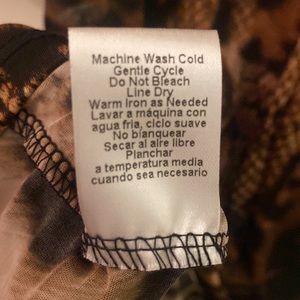 Machine Wash Cold
Gentle Cycle
Do Not Bleach
Line Dry
Warm Iron as Needed
Lavar a máquina con
agua fria, ciclo suave
No blanquear
Secar al aire libre
Planchar
a temperatura media
cuando sea necesario